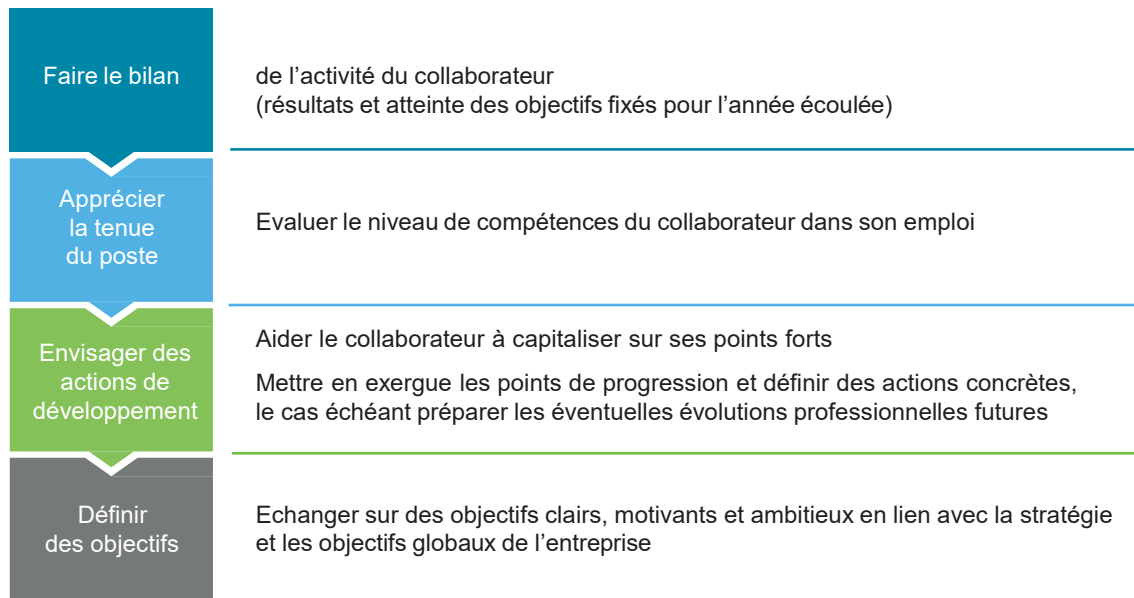 Faire le bilan
de l’activité du collaborateur
(résultats et atteinte des objectifs fixés pour l’année écoulée)
Apprécier
la tenue
du poste
Evaluer le niveau de compétences du collaborateur dans son emploi
Envisager des
actions de
développement
Aider le collaborateur à capitaliser sur ses points forts
Mettre en exergue les points de progression et définir des actions concrètes,
le cas échéant préparer les éventuelles évolutions professionnelles futures
Définir
des objectifs
Echanger sur des objectifs clairs, motivants et ambitieux en lien avec la stratégie
et les objectifs globaux de l’entreprise